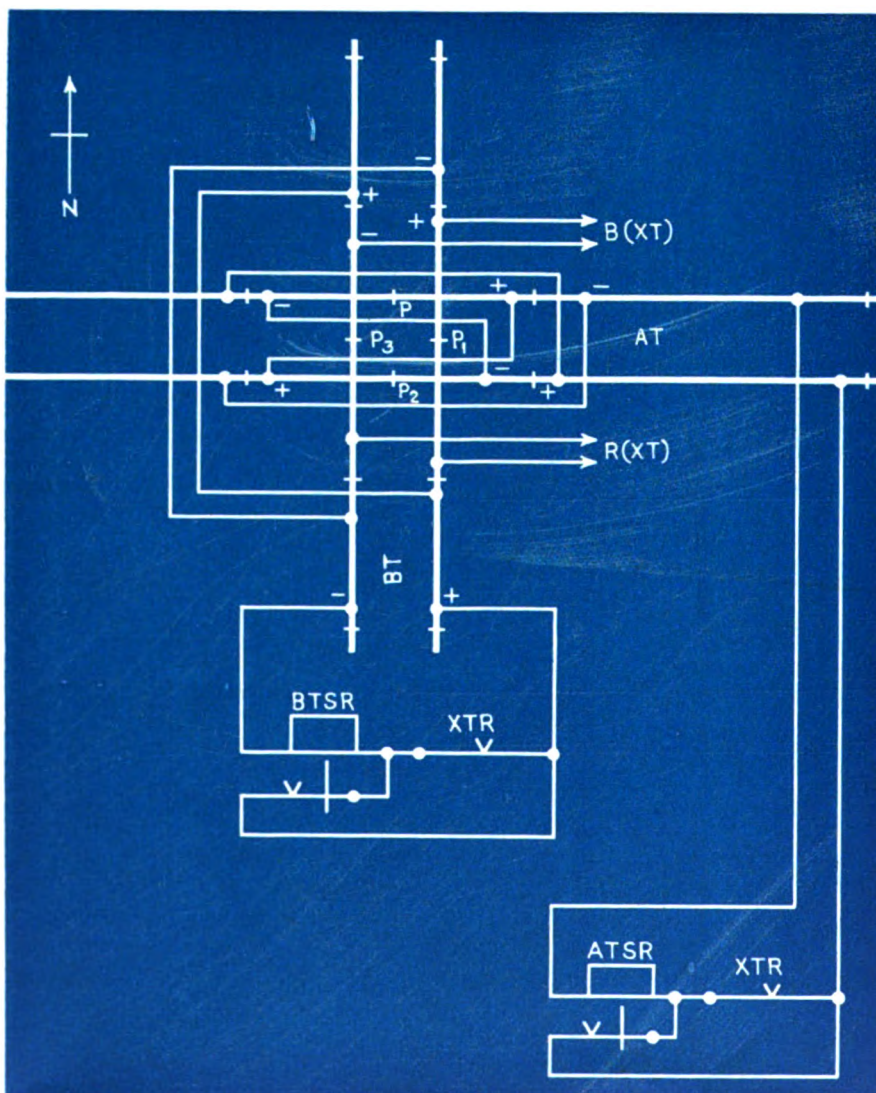 −
+
N
+
B(XT)
−
+
−
−
P
P3
P1
AT
−
+
P2
+
R(XT)
BT
−
+
BTSR
XTR
ATSR
XTR